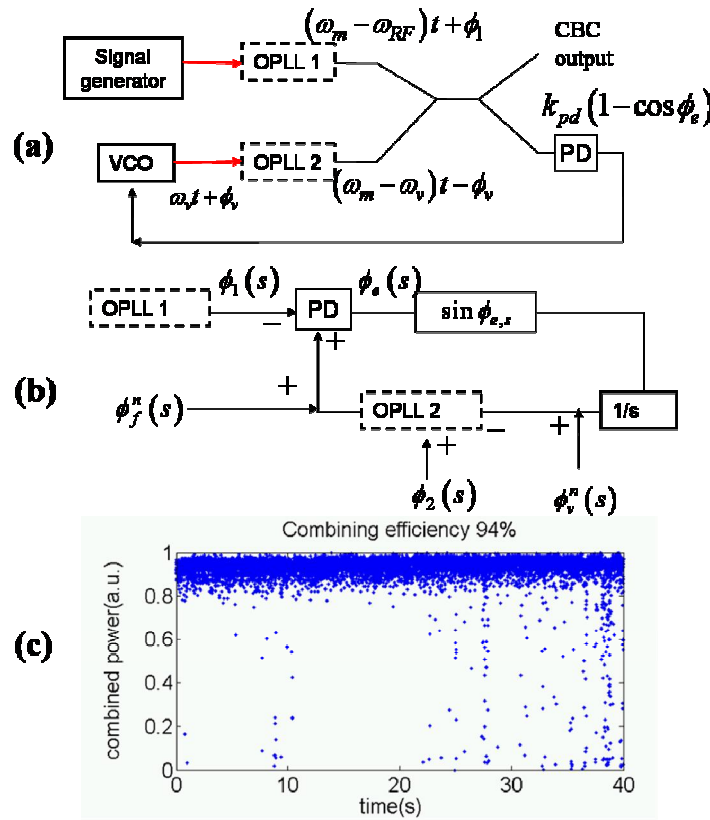 (ω_m − ω_RF)t + ϕ_1
CBC
output
Signal
generator
OPLL 1
k_pd(1−cos ϕ_e)
(a)
VCO
OPLL 2
PD
ω_v t + ϕ_v
(ω_m − ω_v)t − ϕ_v
ϕ_1(s)
ϕ_e(s)
OPLL 1
PD
sin ϕ_e,s
−
+
(b)
+
ϕ_f^n(s)
OPLL 2
1/s
−
+
+
ϕ_2(s)
ϕ_v^n(s)
Combining efficiency 94%
(c)
combined power(a.u.)
1
0.8
0.6
0.4
0.2
0
0 10 20 30 40
time(s)